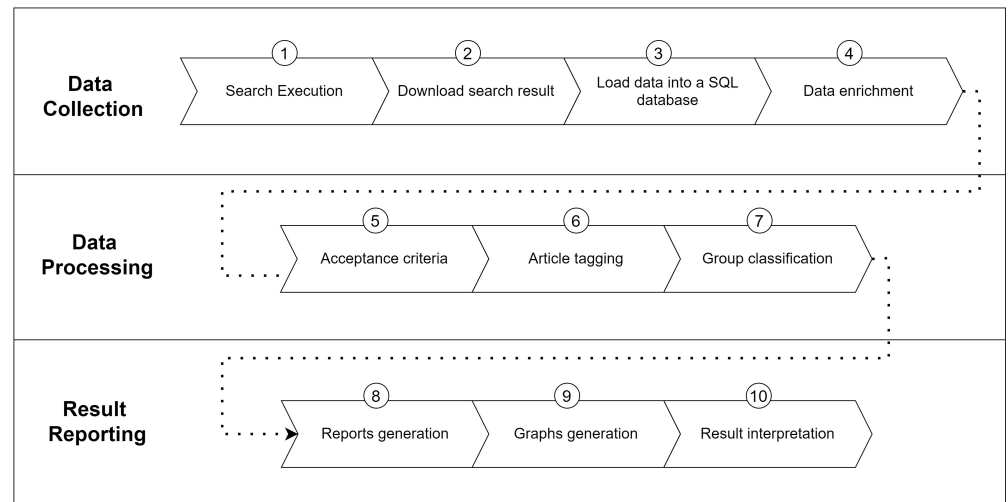 Data
Collection
1
Search Execution
2
Download search result
3
Load data into a SQL
database
4
Data enrichment
Data
Processing
5
Acceptance criteria
6
Article tagging
7
Group classification
Result
Reporting
8
Reports generation
9
Graphs generation
10
Result interpretation